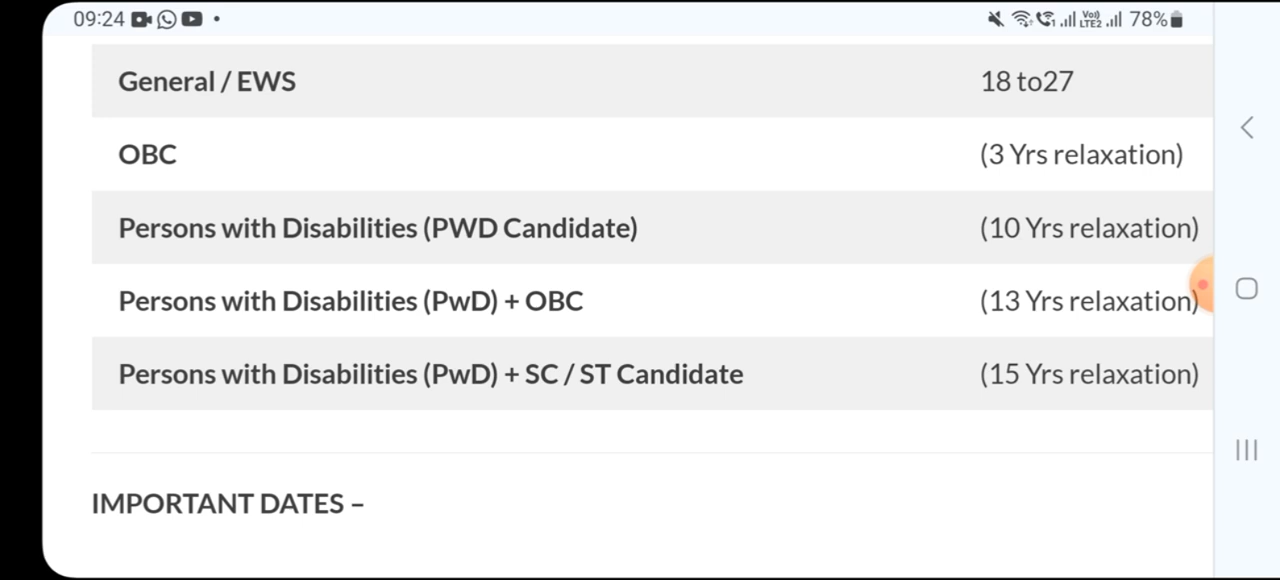 09:24 78%
General / EWS 18 to27
OBC (3 Yrs relaxation)
Persons with Disabilities (PWD Candidate) (10 Yrs relaxation)
Persons with Disabilities (PwD) + OBC (13 Yrs relaxation)
Persons with Disabilities (PwD) + SC / ST Candidate (15 Yrs relaxation)
IMPORTANT DATES –